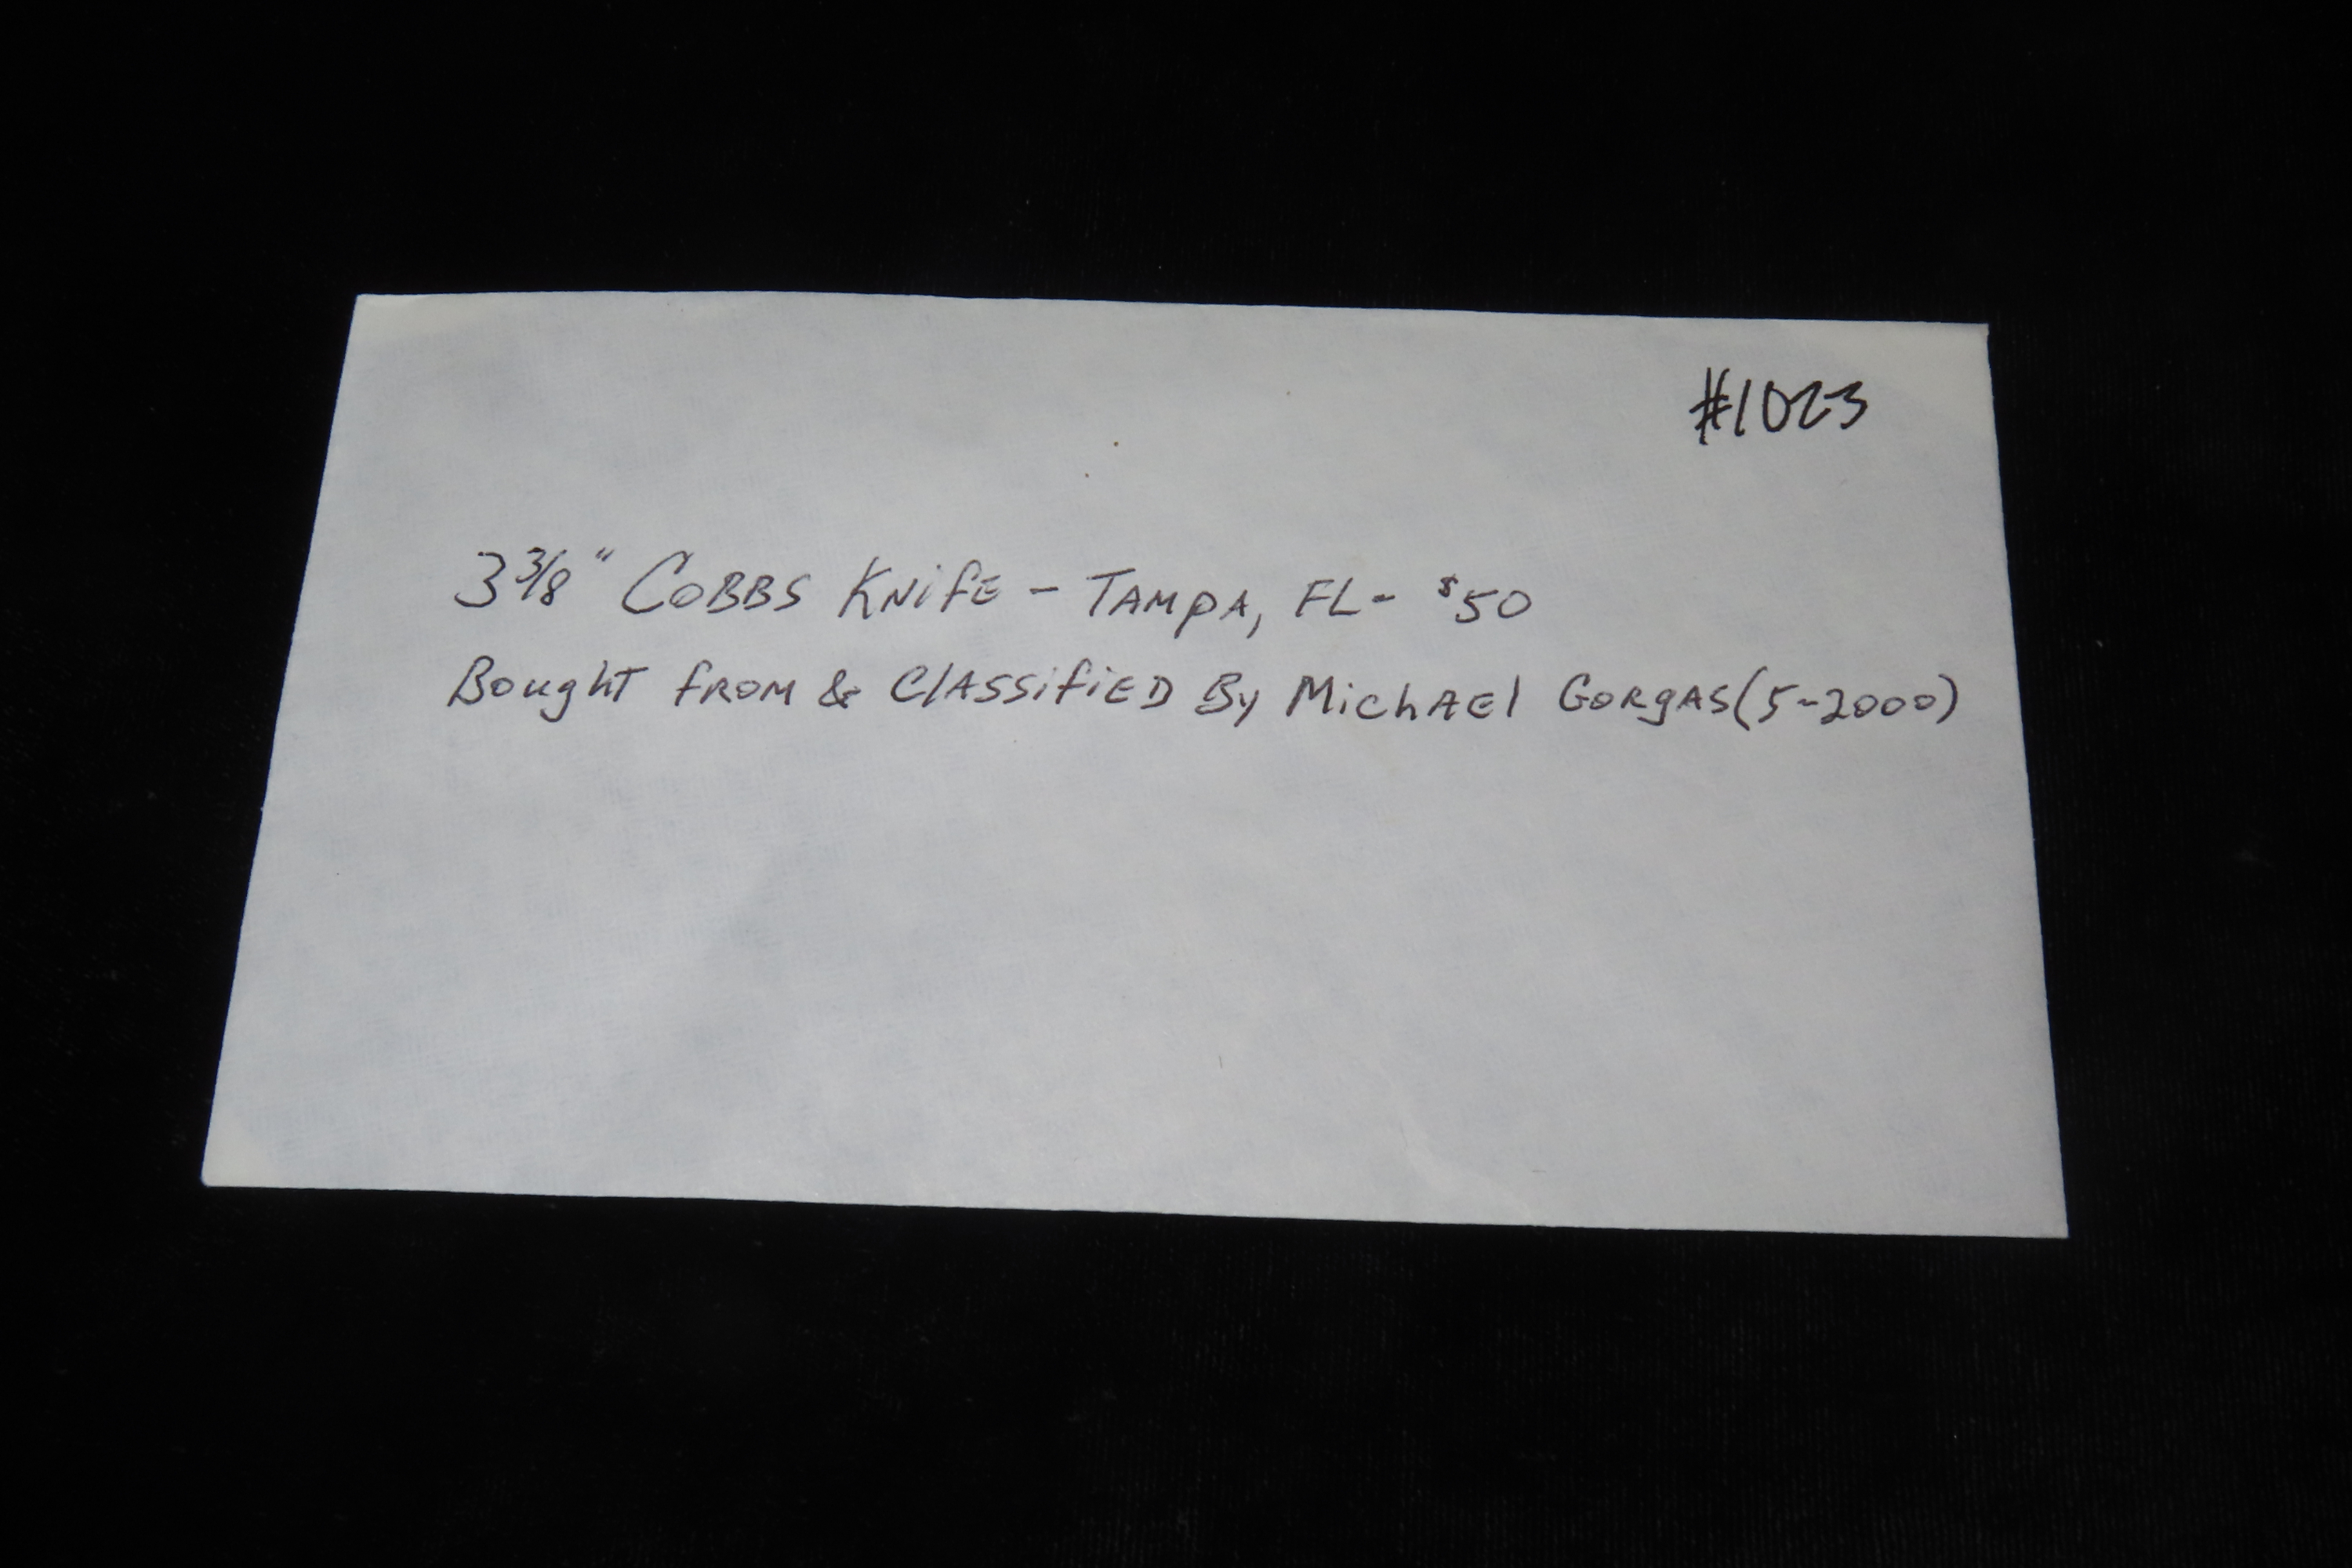 #1023
3 3/8" Cobbs Knife - Tampa, FL - $50
Bought from & Classified By Michael Gorgas (5-2000)